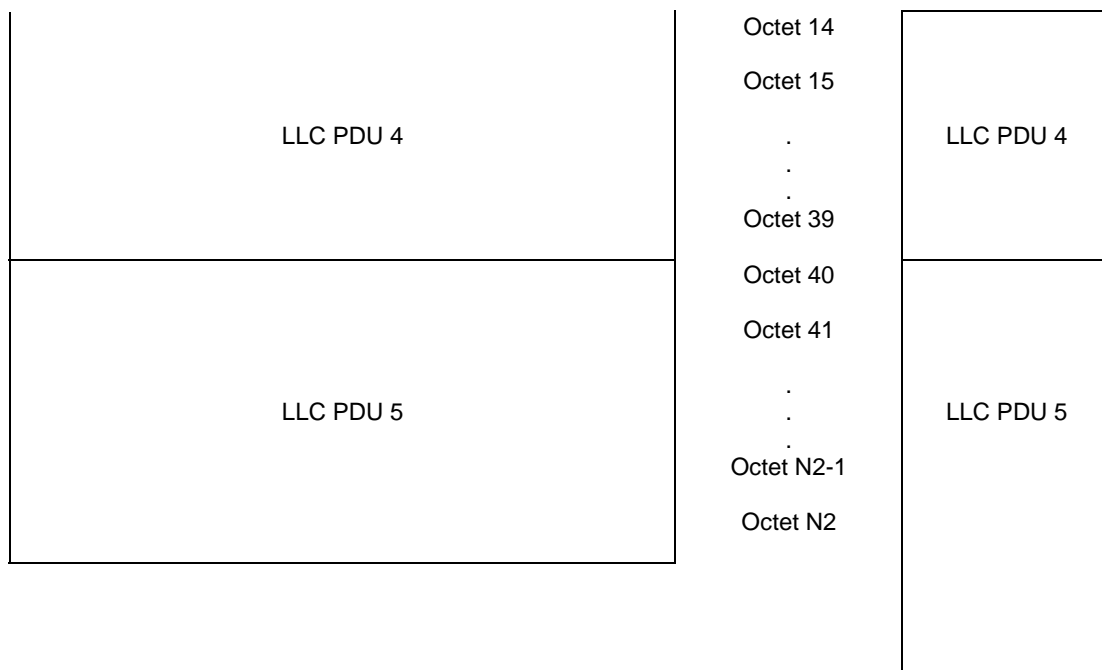 Octet 14
Octet 15
LLC PDU 4 . LLC PDU 4
.
.
Octet 39
Octet 40
Octet 41
.
LLC PDU 5 . LLC PDU 5
.
Octet N2-1
Octet N2